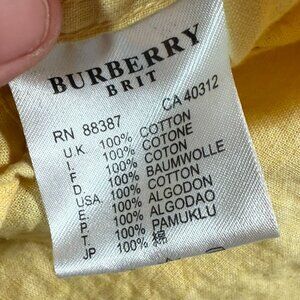 BURBERRY
BRIT
RN 88387 CA 40312
U.K. 100% COTTON
I. 100% COTONE
F. 100% COTON
D. 100% BAUMWOLLE
USA. 100% COTTON
E. 100% ALGODON
P. 100% ALGODAO
T. 100% PAMUKLU
JP 100% 棉